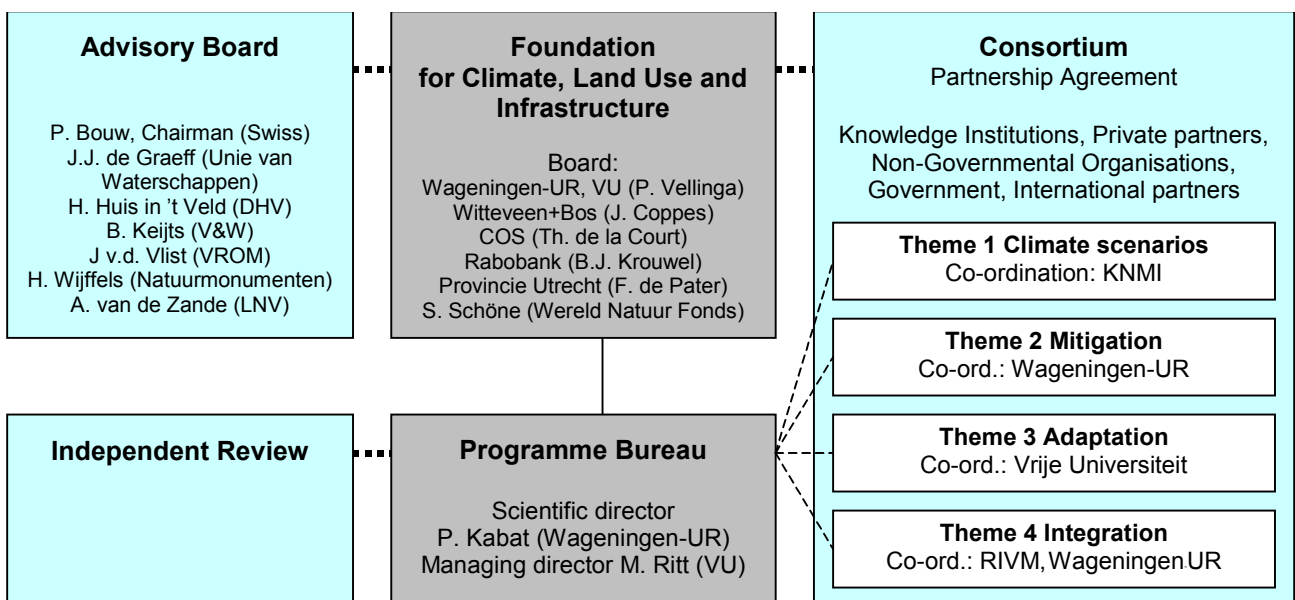 Advisory Board
P. Bouw, Chairman (Swiss)
J.J. de Graeff (Unie van
Waterschappen)
H. Huis in ’t Veld (DHV)
B. Keijts (V&W)
J v.d. Vlist (VROM)
H. Wijffels (Natuurmonumenten)
A. van de Zande (LNV)
Foundation
for Climate, Land Use and
Infrastructure
Board:
Wageningen-UR, VU (P. Vellinga)
Witteveen+Bos (J. Coppes)
COS (Th. de la Court)
Rabobank (B.J. Krouwel)
Provincie Utrecht (F. de Pater)
S. Schöne (Wereld Natuur Fonds)
Consortium
Partnership Agreement
Knowledge Institutions, Private partners,
Non-Governmental Organisations,
Government, International partners
Theme 1 Climate scenarios
Co-ordination: KNMI
Theme 2 Mitigation
Co-ord.: Wageningen-UR
Theme 3 Adaptation
Co-ord.: Vrije Universiteit
Theme 4 Integration
Co-ord.: RIVM, Wageningen-UR
Independent Review
Programme Bureau
Scientific director
P. Kabat (Wageningen-UR)
Managing director M. Ritt (VU)